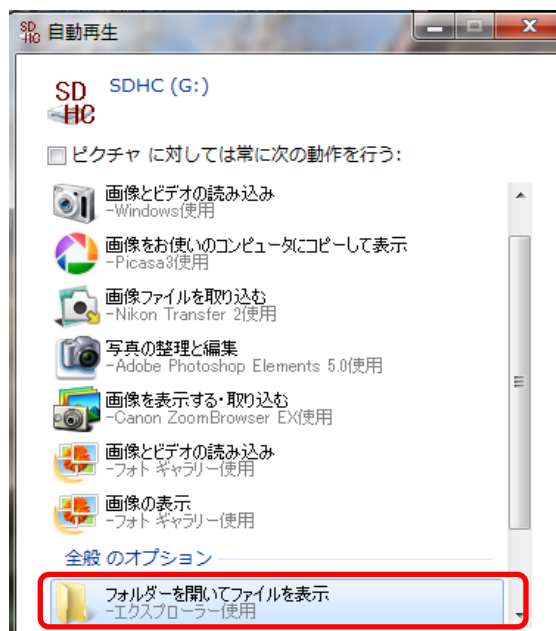 SD
HC
自動再生
SD
HC
SDHC (G:)
ピクチャ に対しては常に次の動作を行う:
画像とビデオの読み込み
-Windows使用
画像をお使いのコンピュータにコピーして表示
-Picasa3使用
画像ファイルを取り込む
-Nikon Transfer 2使用
写真の整理と編集
-Adobe Photoshop Elements 5.0使用
画像を表示する・取り込む
-Canon ZoomBrowser EX使用
画像とビデオの読み込み
-フォト ギャラリー使用
画像の表示
-フォト ギャラリー使用
全般 のオプション
フォルダーを開いてファイルを表示
-エクスプローラー使用